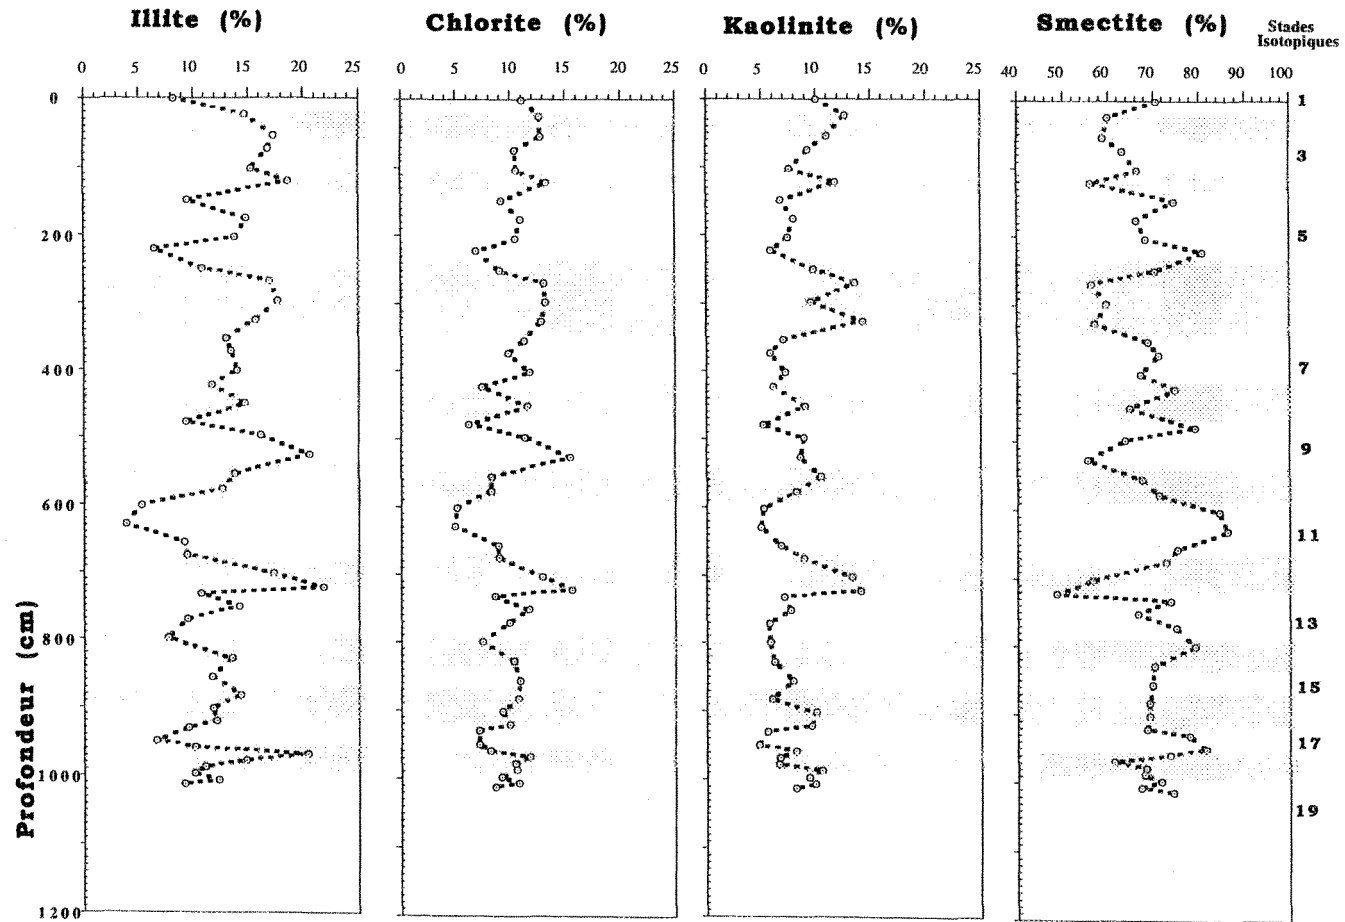 Illite (%)
Chlorite (%)
Kaolinite (%)
Smectite (%)
Stades
Isotopiques
0 5 10 15 20 25
0 5 10 15 20 25
0 5 10 15 20 25
40 50 60 70 80 90 100
0
200
400
600
800
1000
1200
Profondeur (cm)
1
3
5
7
9
11
13
15
17
19